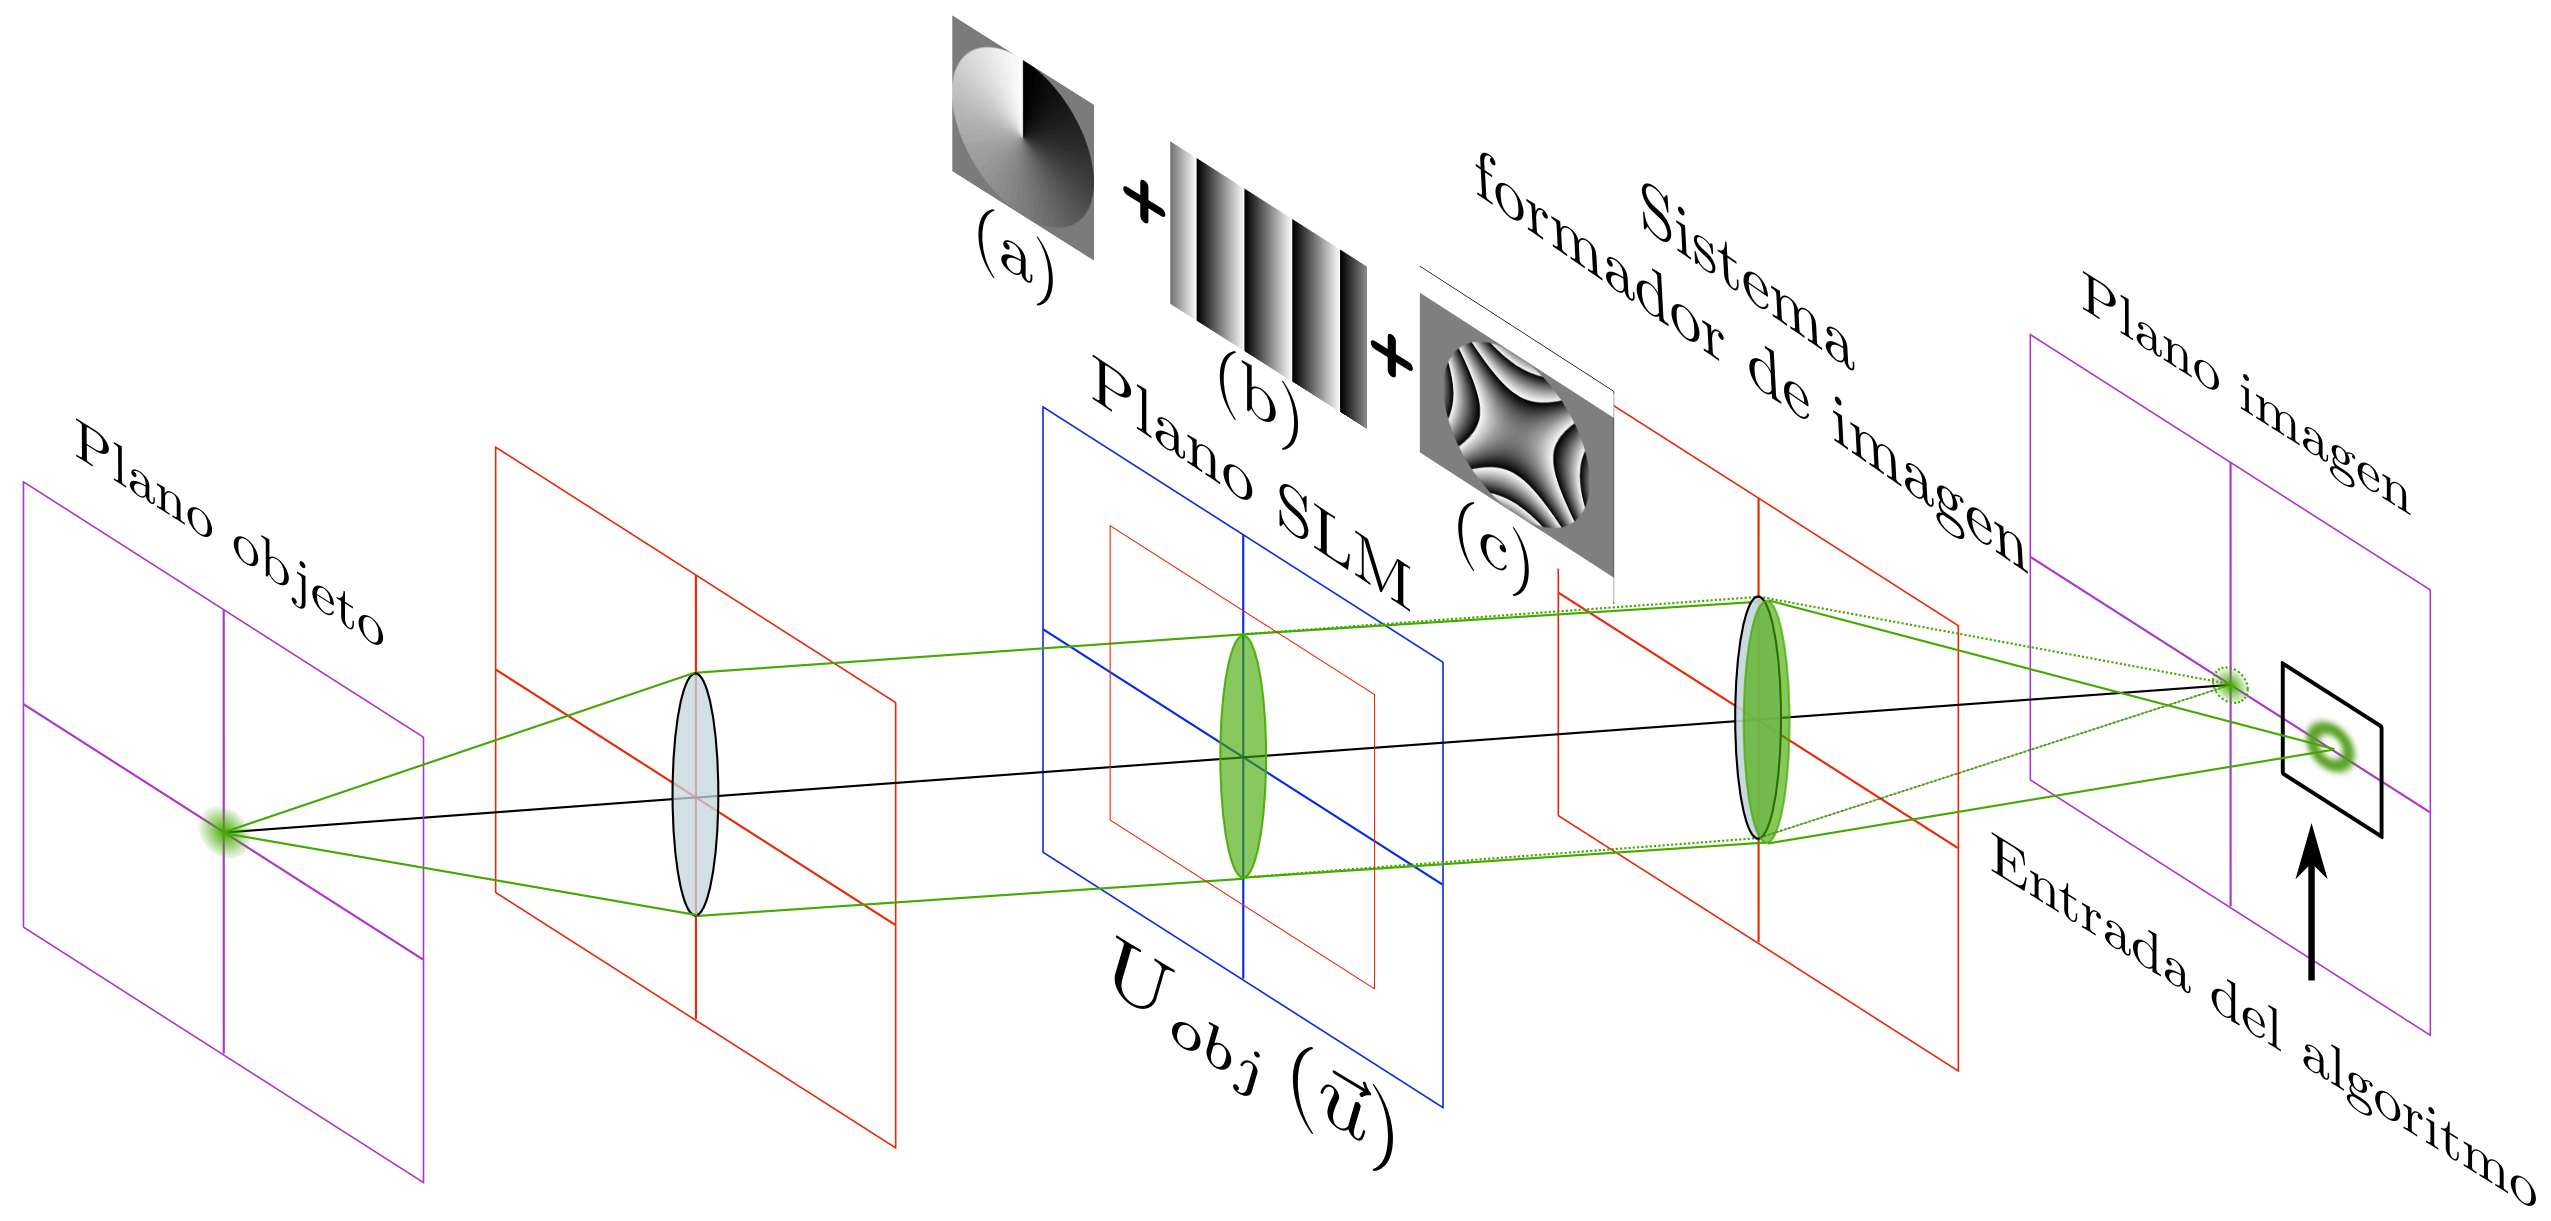 Plano objeto
(a)
+
(b)
+
(c)
Plano SLM
U obj (u⃗)
Sistema
formador de imagen
Plano imagen
Entrada del algoritmo